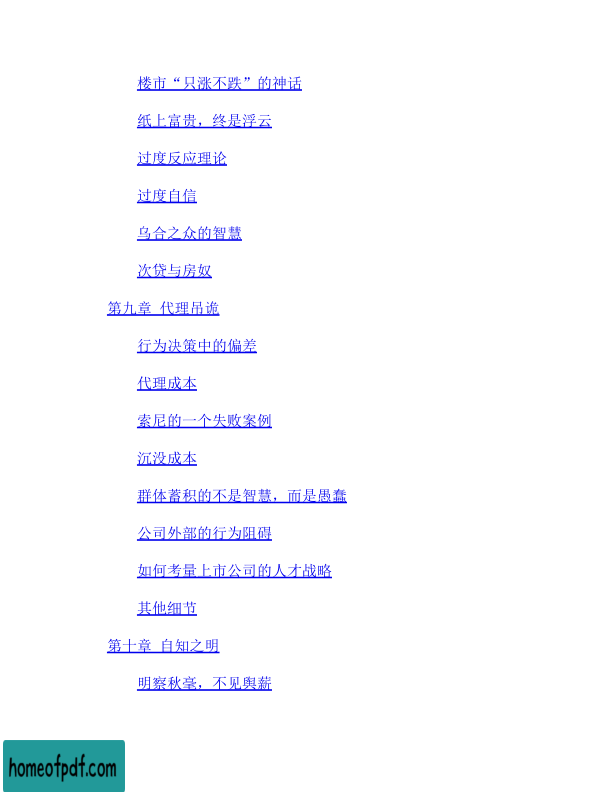 楼市“只涨不跌”的神话
纸上富贵，终是浮云
过度反应理论
过度自信
乌合之众的智慧
次贷与房奴
第九章 代理吊诡
行为决策中的偏差
代理成本
索尼的一个失败案例
沉没成本
群体蓄积的不是智慧，而是愚蠢
公司外部的行为阻碍
如何考量上市公司的人才战略
其他细节
第十章 自知之明
明察秋毫，不见舆薪
homeofpdf.com